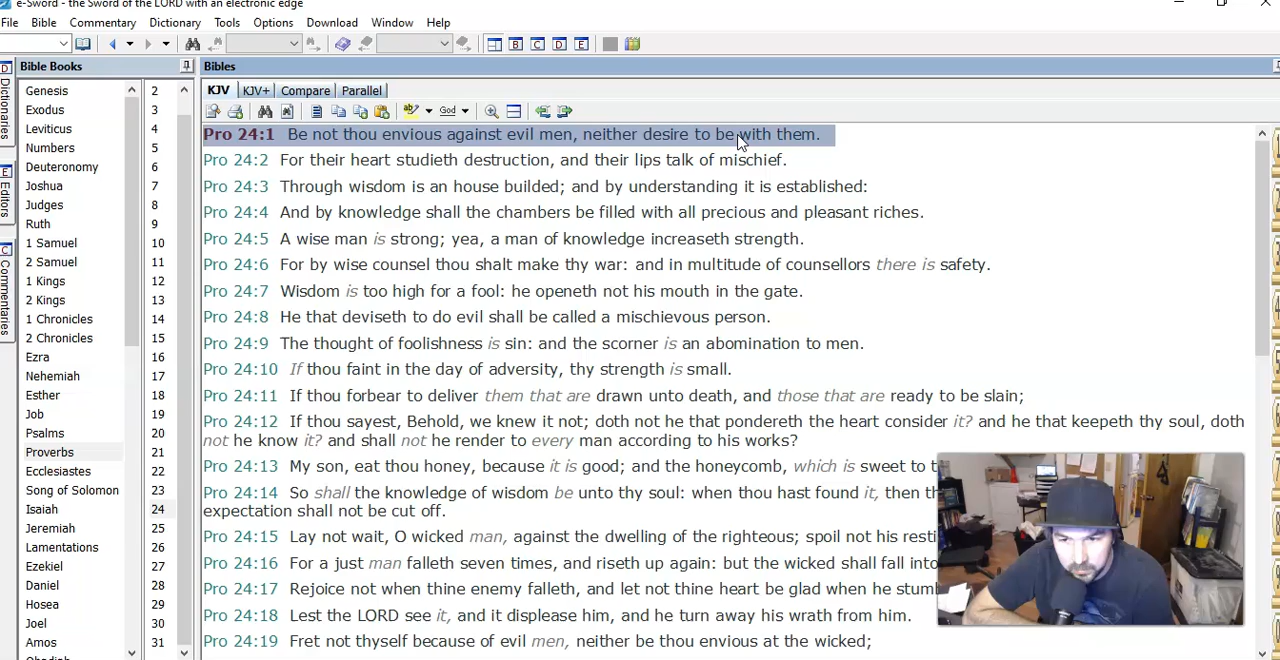 e-Sword - the Sword of the LORD with an electronic edge
File Bible Commentary Dictionary Tools Options Download Window Help
B C D E
Bible Books
Bibles
Dictionaries
Editors
Commentaries
KJV KJV+ Compare Parallel
God
Genesis 2
Exodus 3
Leviticus 4
Numbers 5
Deuteronomy 6
Joshua 7
Judges 8
Ruth 9
1 Samuel 10
2 Samuel 11
1 Kings 12
2 Kings 13
1 Chronicles 14
2 Chronicles 15
Ezra 16
Nehemiah 17
Esther 18
Job 19
Psalms 20
Proverbs 21
Ecclesiastes 22
Song of Solomon 23
Isaiah 24
Jeremiah 25
Lamentations 26
Ezekiel 27
Daniel 28
Hosea 29
Joel 30
Amos 31
Pro 24:1 Be not thou envious against evil men, neither desire to be with them.
Pro 24:2 For their heart studieth destruction, and their lips talk of mischief.
Pro 24:3 Through wisdom is an house builded; and by understanding it is established:
Pro 24:4 And by knowledge shall the chambers be filled with all precious and pleasant riches.
Pro 24:5 A wise man is strong; yea, a man of knowledge increaseth strength.
Pro 24:6 For by wise counsel thou shalt make thy war: and in multitude of counsellors there is safety.
Pro 24:7 Wisdom is too high for a fool: he openeth not his mouth in the gate.
Pro 24:8 He that deviseth to do evil shall be called a mischievous person.
Pro 24:9 The thought of foolishness is sin: and the scorner is an abomination to men.
Pro 24:10 If thou faint in the day of adversity, thy strength is small.
Pro 24:11 If thou forbear to deliver them that are drawn unto death, and those that are ready to be slain;
Pro 24:12 If thou sayest, Behold, we knew it not; doth not he that pondereth the heart consider it? and he that keepeth thy soul, doth
not he know it? and shall not he render to every man according to his works?
Pro 24:13 My son, eat thou honey, because it is good; and the honeycomb, which is sweet to t
Pro 24:14 So shall the knowledge of wisdom be unto thy soul: when thou hast found it, then th
expectation shall not be cut off.
Pro 24:15 Lay not wait, O wicked man, against the dwelling of the righteous; spoil not his resti
Pro 24:16 For a just man falleth seven times, and riseth up again: but the wicked shall fall into
Pro 24:17 Rejoice not when thine enemy falleth, and let not thine heart be glad when he stum
Pro 24:18 Lest the LORD see it, and it displease him, and he turn away his wrath from him.
Pro 24:19 Fret not thyself because of evil men, neither be thou envious at the wicked;